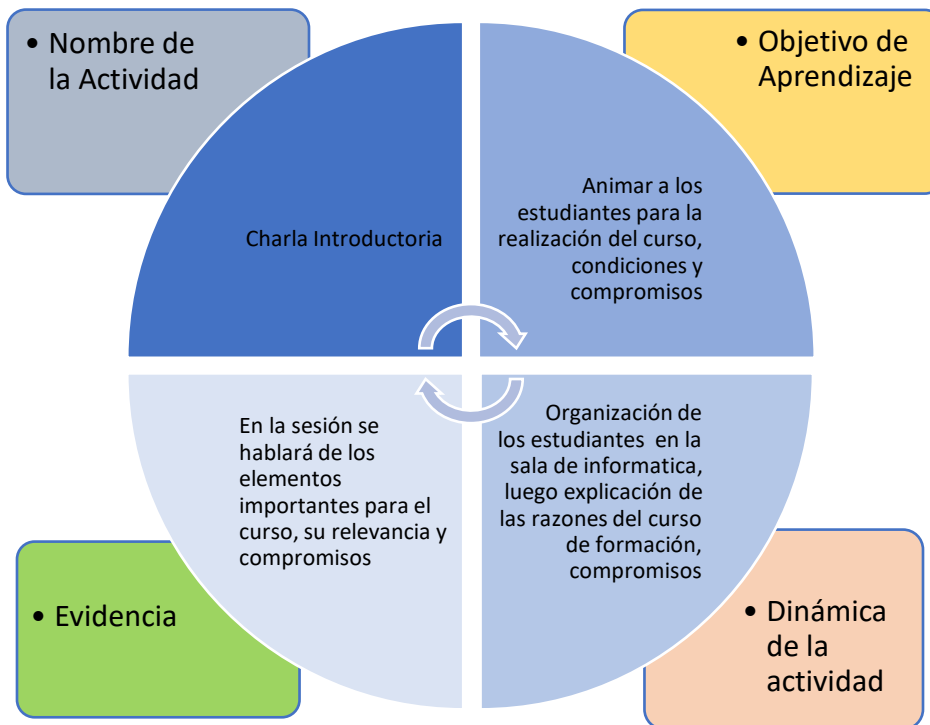 • Nombre de
la Actividad
• Objetivo de
Aprendizaje
Charla Introductoria
Animar a los
estudiantes para la
realización del curso,
condiciones y
compromisos
En la sesión se
hablará de los
elementos
importantes para el
curso, su relevancia y
compromisos
Organización de
los estudiantes en la
sala de informatica,
luego explicación de
las razones del curso
de formación,
compromisos
• Evidencia
• Dinámica
de la
actividad